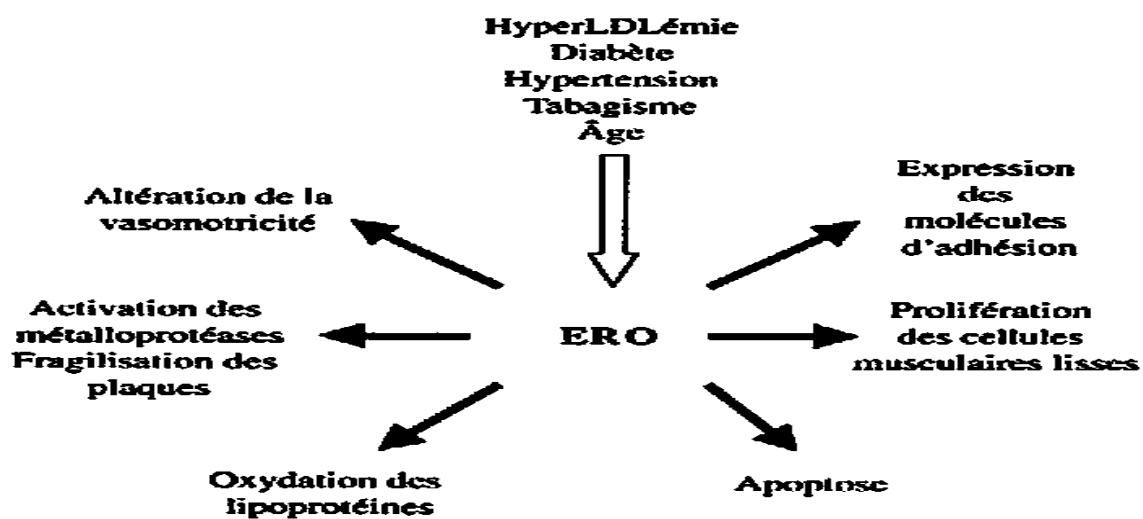 HyperLDLémie
Diabète
Hypertension
Tabagisme
Âge
Altération de la
vasomotricité
Expression
des
molécules
d'adhésion
Activation des
métalloprotéases
Fragilisation des
plaques
ERO
Prolifération
des cellules
musculaires lisses
Oxydation des
lipoprotéines
Apoptose